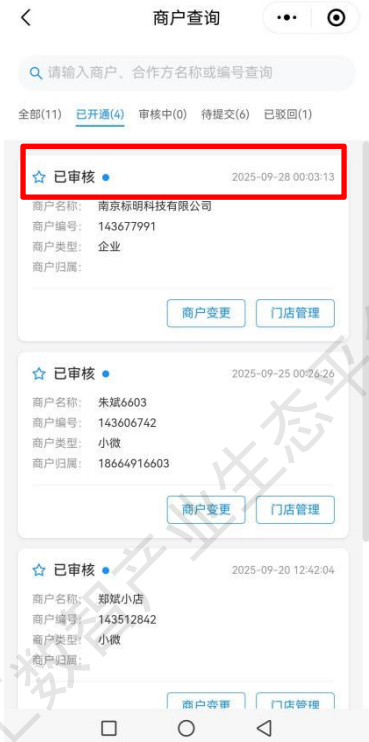 商户查询
请输入商户、合作方名称或编号查询
全部(11) 已开通(4) 审核中(0) 待提交(6) 已驳回(1)
已审核 2025-09-28 00:03:13
商户名称: 南京标明科技有限公司
商户编号: 143677991
商户类型: 企业
商户归属:
商户变更 门店管理
已审核 2025-09-25 00:26:26
商户名称: 朱斌6603
商户编号: 143606742
商户类型: 小微
商户归属: 18664916603
商户变更 门店管理
已审核 2025-09-20 12:42:04
商户名称: 郑斌小店
商户编号: 143512842
商户类型: 小微
商户归属:
商户变更 门店管理
汇数智产业生态平